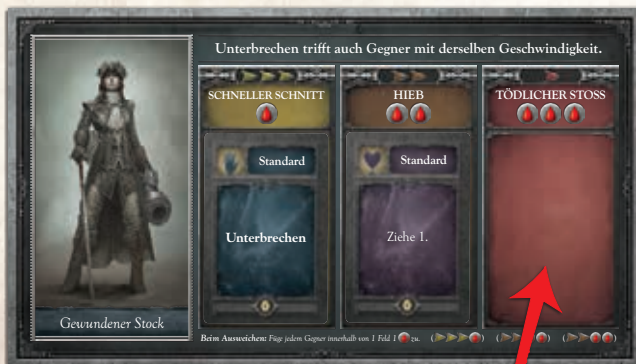 Unterbrechen trifft auch Gegner mit derselben Geschwindigkeit.
SCHNELLER SCHNITT
HIEB
TÖDLICHER STOSS
Standard
Standard
Unterbrechen
Ziehe 1.
Gewundener Stock
Beim Ausweichen: Füge jedem Gegner innerhalb von 1 Feld 1 zu.